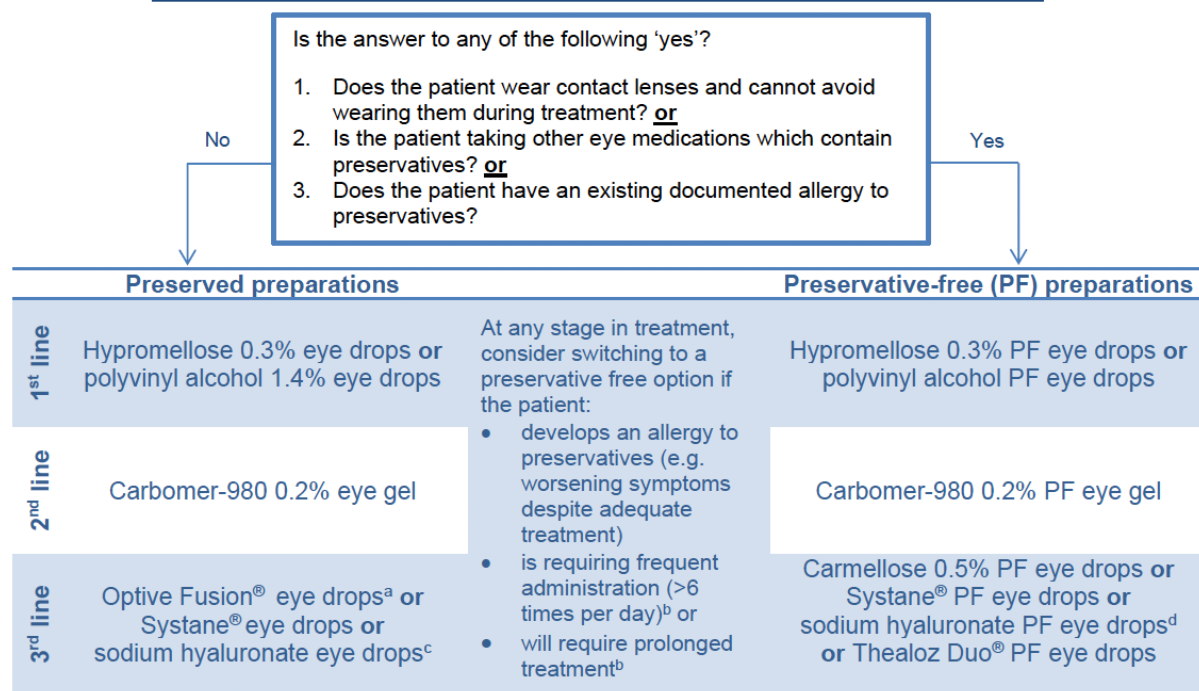 Is the answer to any of the following ‘yes’?
1. Does the patient wear contact lenses and cannot avoid
wearing them during treatment? or
2. Is the patient taking other eye medications which contain
preservatives? or
3. Does the patient have an existing documented allergy to
preservatives?
No
Yes
Preserved preparations
Preservative-free (PF) preparations
1st line
Hypromellose 0.3% eye drops or
polyvinyl alcohol 1.4% eye drops
At any stage in treatment,
consider switching to a
preservative free option if
the patient:
• develops an allergy to
preservatives (e.g.
worsening symptoms
despite adequate
treatment)
• is requiring frequent
administration (>6
times per day)b or
• will require prolonged
treatmentb
Hypromellose 0.3% PF eye drops or
polyvinyl alcohol PF eye drops
2nd line
Carbomer-980 0.2% eye gel
Carbomer-980 0.2% PF eye gel
3rd line
Optive Fusion® eye dropsa or
Systane® eye drops or
sodium hyaluronate eye dropsc
Carmellose 0.5% PF eye drops or
Systane® PF eye drops or
sodium hyaluronate PF eye dropsd
or Thealoz Duo® PF eye drops